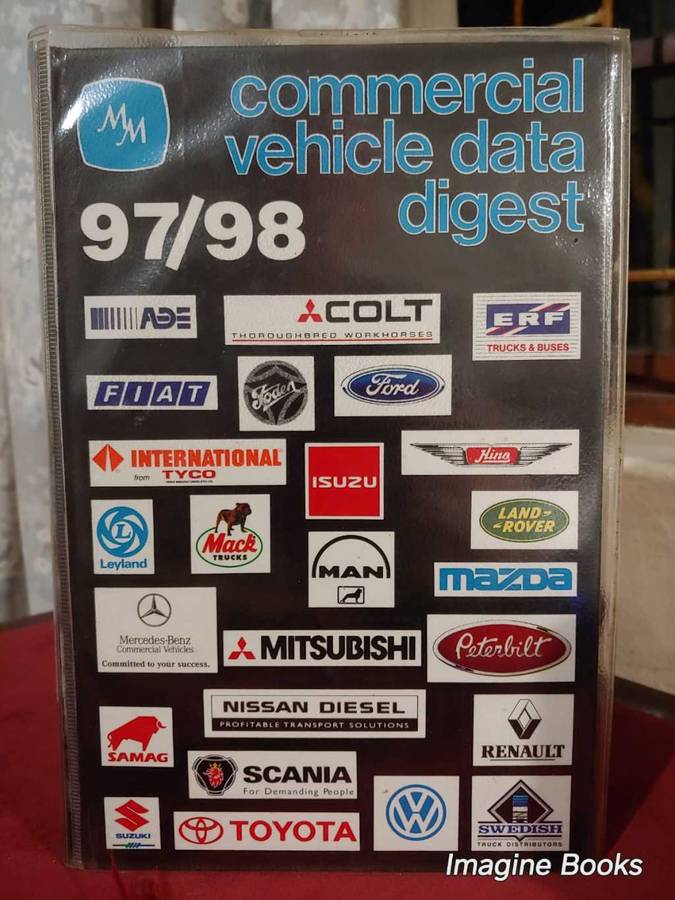 MM
commercial
vehicle data
digest
97/98
ADE
COLT
THOROUGHBRED WORKHORSES
ERF
TRUCKS & BUSES
FIAT
Foden
Ford
INTERNATIONAL
from TYCO
ISUZU
Hino
Leyland
Mack
TRUCKS
LAND-
-ROVER
MAN
mazda
Mercedes-Benz
Commercial Vehicles
Committed to your success.
MITSUBISHI
Peterbilt
NISSAN DIESEL
PROFITABLE TRANSPORT SOLUTIONS
SAMAG
RENAULT
SCANIA
For Demanding People
SUZUKI
TOYOTA
VW
SWEDISH
TRUCK DISTRIBUTORS
Imagine Books